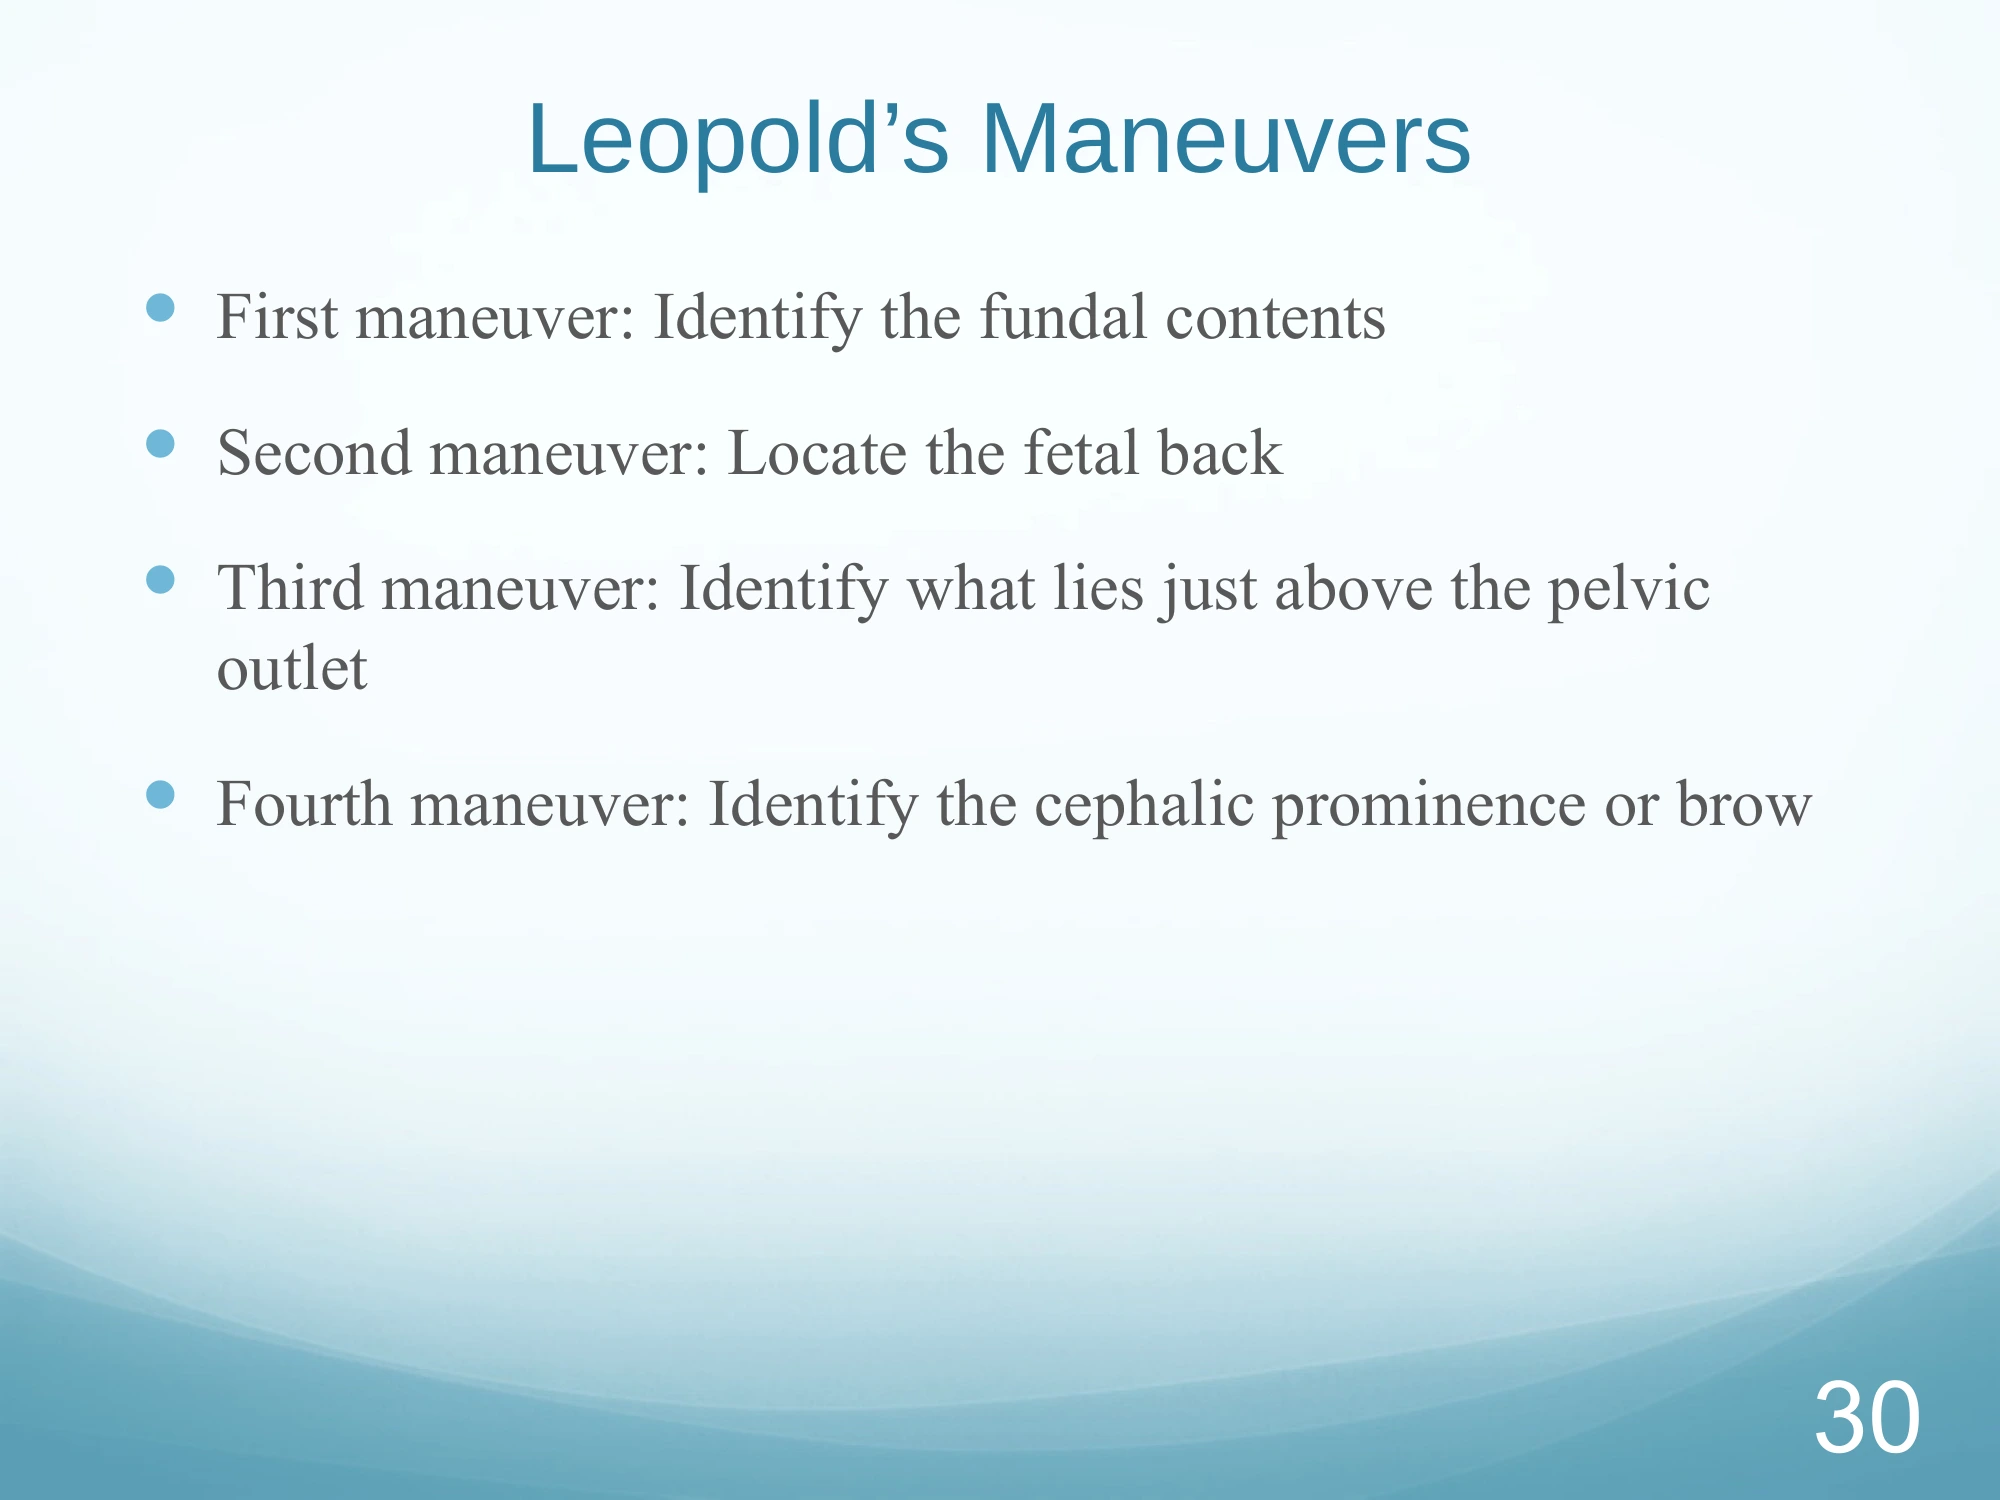 Leopold’s Maneuvers
• First maneuver: Identify the fundal contents
• Second maneuver: Locate the fetal back
• Third maneuver: Identify what lies just above the pelvic
outlet
• Fourth maneuver: Identify the cephalic prominence or brow
30